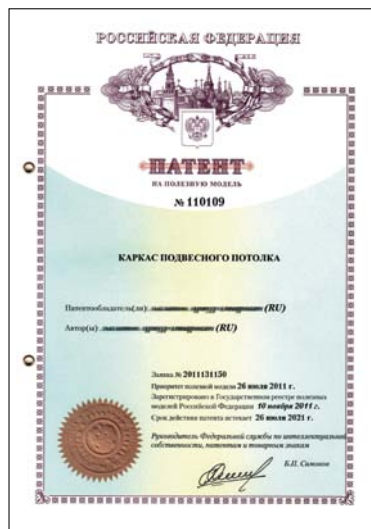 РОССИЙСКАЯ ФЕДЕРАЦИЯ
ПАТЕНТ
НА ПОЛЕЗНУЮ МОДЕЛЬ
№ 110109
КАРКАС ПОДВЕСНОГО ПОТОЛКА
Патентообладатель(ли): (RU)
Автор(ы): (RU)
Заявка № 2011131150
Приоритет полезной модели 26 июля 2011 г.
Зарегистрировано в Государственном реестре полезных
моделей Российской Федерации 10 ноября 2011 г.
Срок действия патента истекает 26 июля 2021 г.
Руководитель Федеральной службы по интеллектуальной
собственности, патентам и товарным знакам
Б.П. Симонов